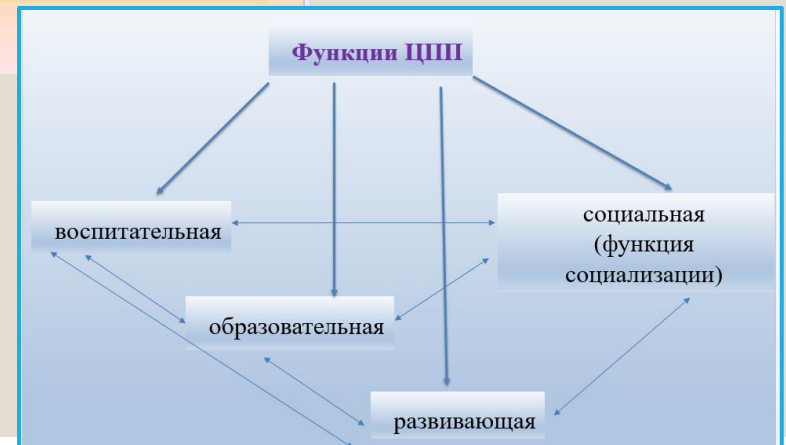 Функции ЦПП
воспитательная
социальная
(функция
социализации)
образовательная
развивающая